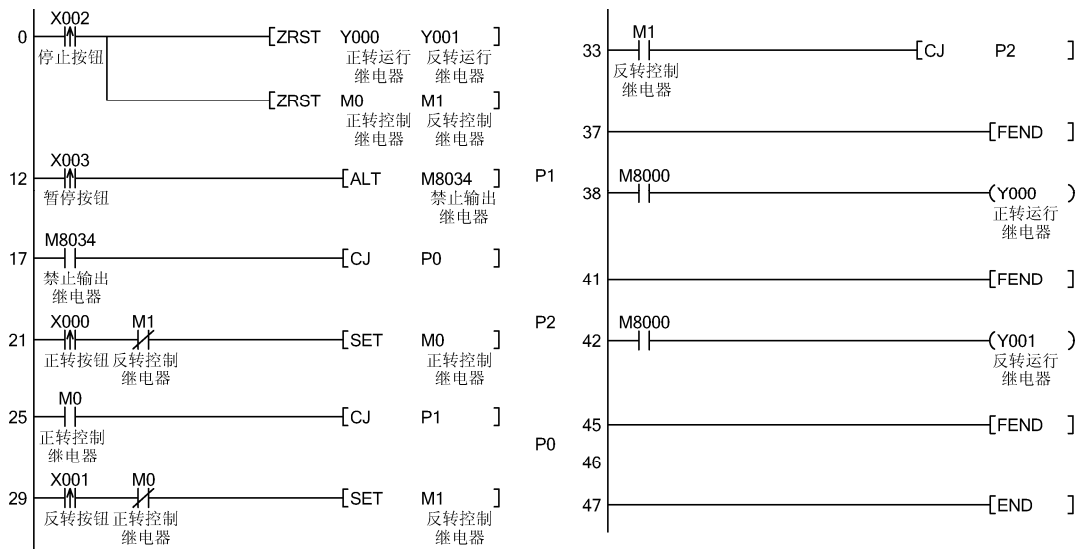 X002
0 [ZRST Y000 Y001 ]
停止按钮 正转运行 反转运行
继电器 继电器
[ZRST M0 M1 ]
正转控制 反转控制
继电器 继电器
X003
12 [ALT M8034 ]
暂停按钮 禁止输出
继电器
M8034
17 [CJ P0 ]
禁止输出
继电器
X000 M1
21 [SET M0 ]
正转按钮 反转控制 正转控制
继电器 继电器
M0
25 [CJ P1 ]
正转控制
继电器
X001 M0
29 [SET M1 ]
反转按钮 正转控制 反转控制
继电器 继电器
M1
33 [CJ P2 ]
反转控制
继电器
37 [FEND ]
P1 M8000
38 (Y000 )
正转运行
继电器
41 [FEND ]
P2 M8000
42 (Y001 )
反转运行
继电器
45 [FEND ]
P0
46
47 [END ]